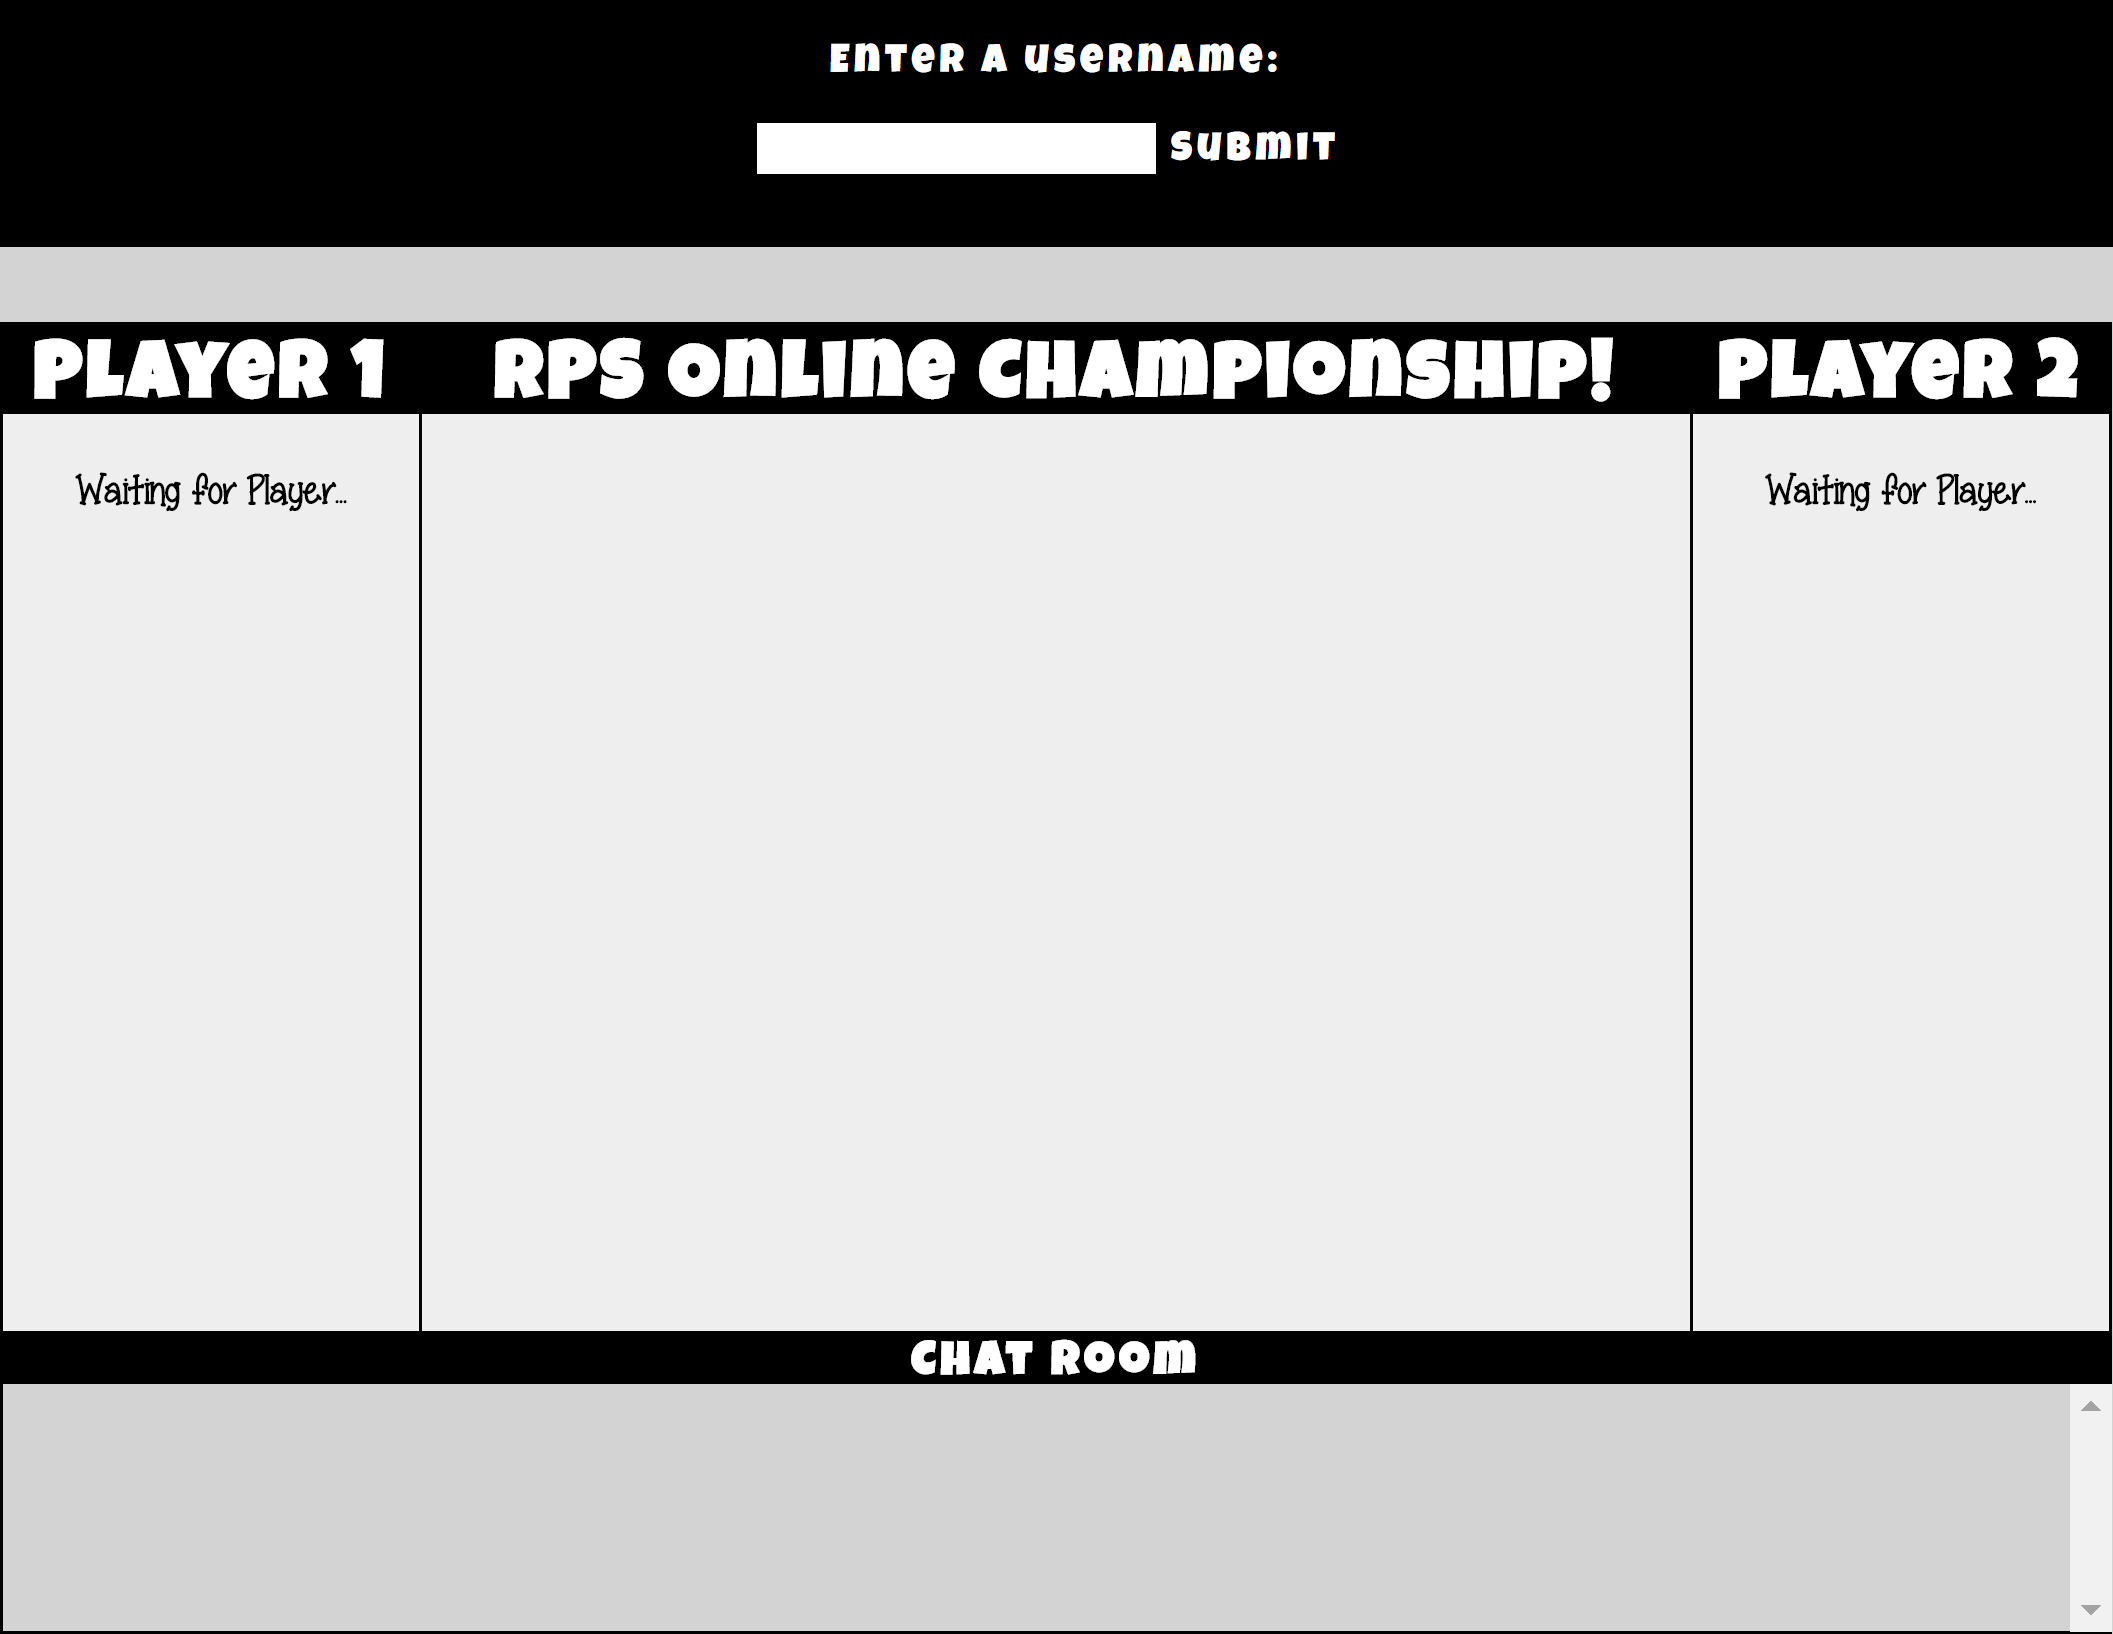 Enter a username:
submit
Player 1
RPS Online Championship!
Player 2
Waiting for Player...
Waiting for Player...
Chat Room